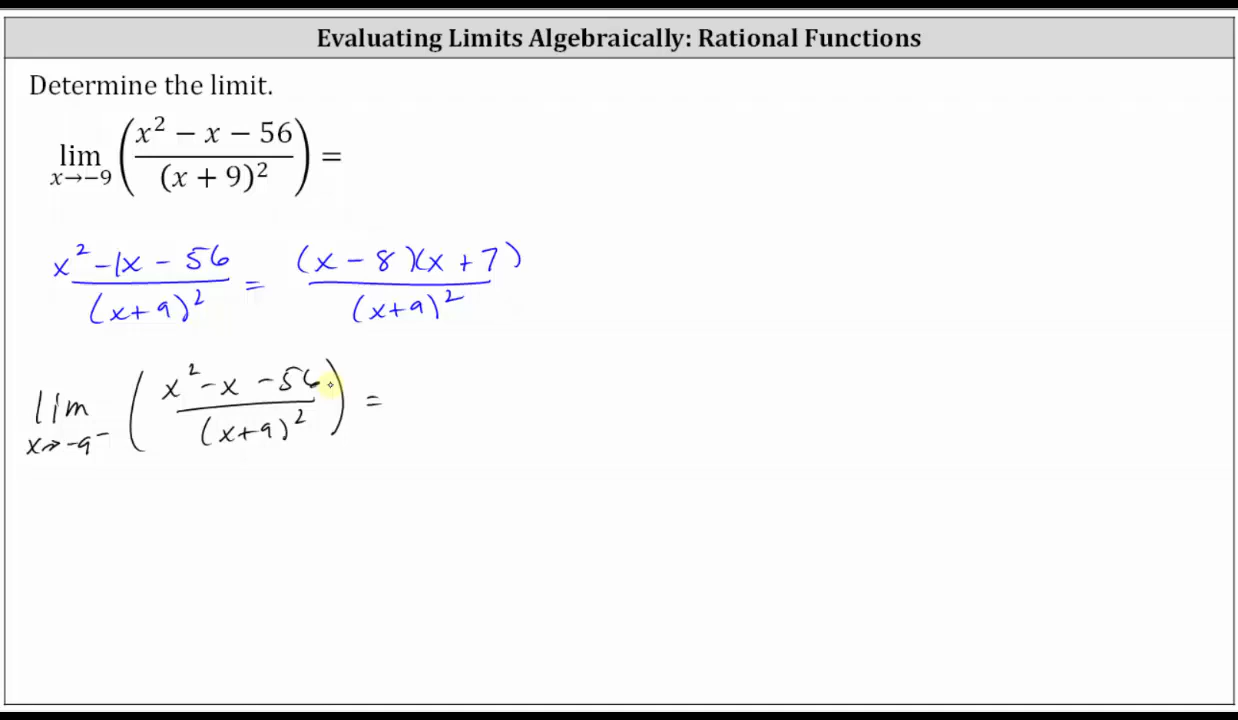 Evaluating Limits Algebraically: Rational Functions
Determine the limit.
lim x→−9 ( (x² − x − 56) / (x + 9)² ) =
(x² − 1x − 56) / (x+9)² = ((x − 8)(x + 7)) / (x+9)²
lim x→−9⁻ ( (x² − x − 56) / (x+9)² ) =